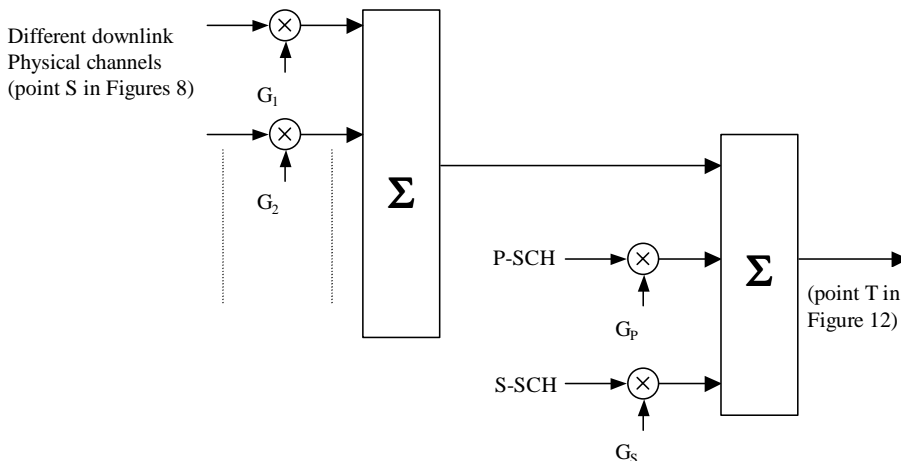 Different downlink
Physical channels
(point S in Figures 8)
×
G1
×
G2
Σ
P-SCH
×
GP
Σ
(point T in
Figure 12)
S-SCH
×
GS